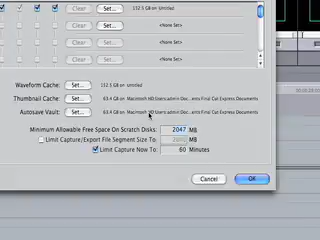 Clear Set... 132.5 GB on Untitled
Clear Set... <None Set>
Clear Set... <None Set>
Clear Set... <None Set>
Waveform Cache: Set... 132.5 GB on Untitled
Thumbnail Cache: Set... 63.4 GB on Macintosh HD:Users:admin:Doc...ents:Final Cut Express Documents
Autosave Vault: Set... 63.4 GB on Macintosh HD:Users:admin:Doc...ents:Final Cut Express Documents
Minimum Allowable Free Space On Scratch Disks: 2047 MB
Limit Capture/Export File Segment Size To: MB
Limit Capture Now To: 60 Minutes
Cancel OK